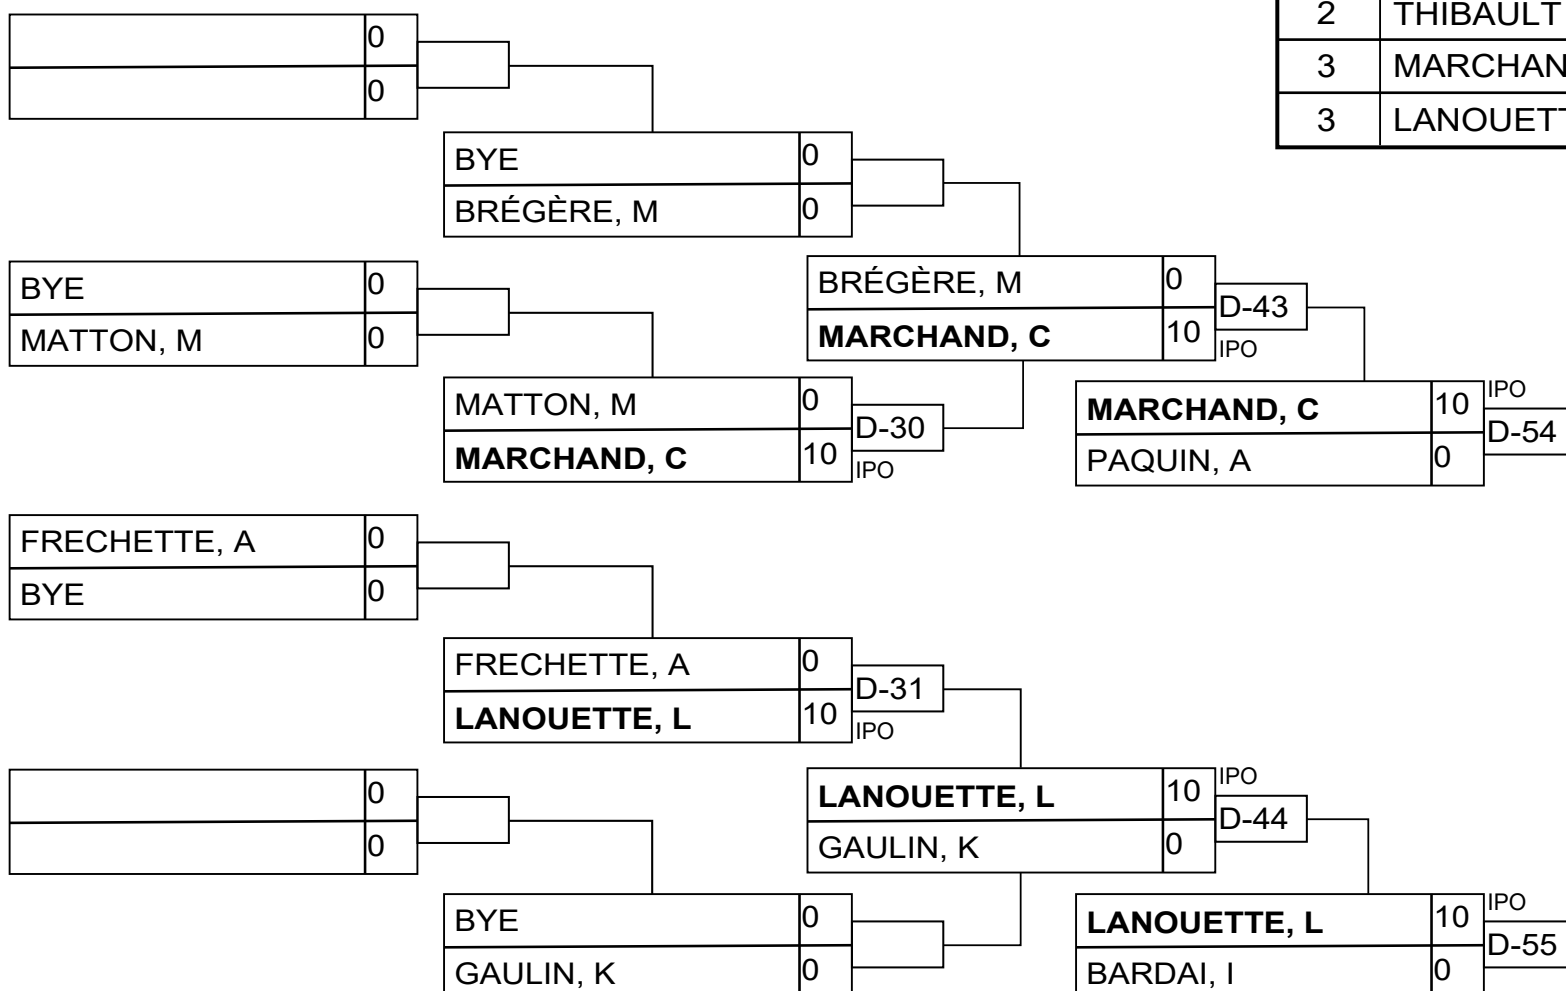 2 THIBAULT
3 MARCHAN
3 LANOUETT
0
0
BYE 0
BRÉGÈRE, M 0
BYE 0
MATTON, M 0
BRÉGÈRE, M 0
MARCHAND, C 10
D-43
IPO
MATTON, M 0
MARCHAND, C 10
D-30
IPO
MARCHAND, C 10
PAQUIN, A 0
IPO
D-54
FRECHETTE, A 0
BYE 0
FRECHETTE, A 0
LANOUETTE, L 10
D-31
IPO
0
0
LANOUETTE, L 10
GAULIN, K 0
IPO
D-44
BYE 0
GAULIN, K 0
LANOUETTE, L 10
BARDAI, I 0
IPO
D-55